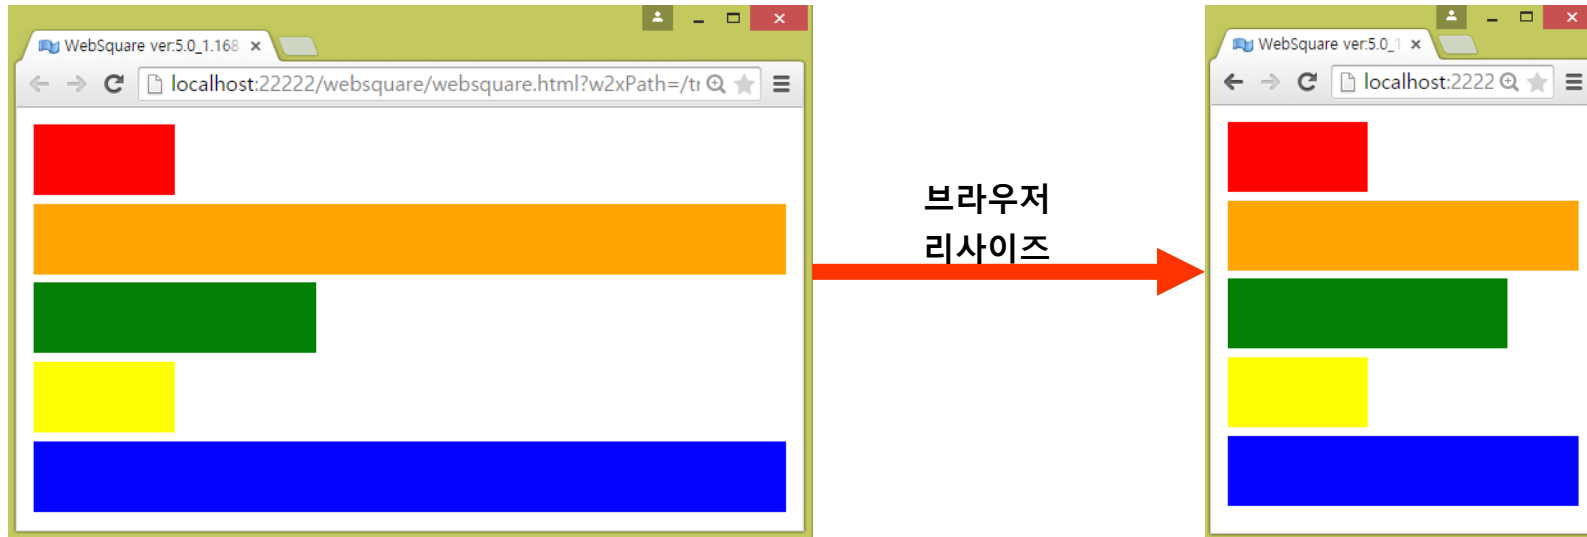 WebSquare ver.5.0_1.168
localhost:22222/websquare/websquare.html?w2xPath=/tr
브라우저
리사이즈
WebSquare ver.5.0_1
localhost:2222